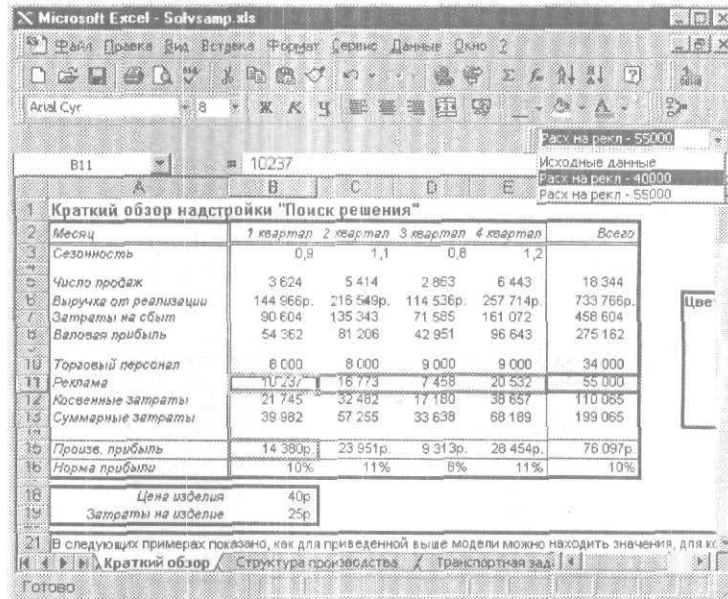 Microsoft Excel - Solvsamp.xls
Файл Правка Вид Вставка Формат Сервис Данные Окно ?
Arial Cyr 8 Ж К Ч
Расх на рекл - 55000
B11 = 10237
Исходные данные
Расх на рекл - 40000
Расх на рекл - 55000
A B C D E
1 Краткий обзор надстройки "Поиск решения"
2 Месяц 1 квартал 2 квартал 3 квартал 4 квартал Всего
3 Сезонность 0,9 1,1 0,8 1,2
5 Число продаж 3 624 5 414 2 863 6 443 18 344
6 Выручка от реализации 144 966р. 216 549р. 114 536р. 257 714р. 733 766р.
Цве
7 Затраты на сбыт 90 604 135 343 71 585 161 072 458 604
8 Валовая прибыль 54 362 81 206 42 951 96 643 275 162
10 Торговый персонал 8 000 8 000 9 000 9 000 34 000
11 Реклама 10 237 16 773 7 458 20 532 55 000
12 Косвенные затраты 21 745 32 482 17 180 38 657 110 065
13 Суммарные затраты 39 982 57 255 33 638 68 189 199 065
15 Произв. прибыль 14 380р. 23 951р. 9 313р. 28 454р. 76 097р.
16 Норма прибыли 10% 11% 8% 11% 10%
18 Цена изделия 40р
19 Затраты на изделие 25р
21 В следующих примерах показано, как для приведенной выше модели можно находить значения, для кс
Краткий обзор Структура производства Транспортная зад
Готово